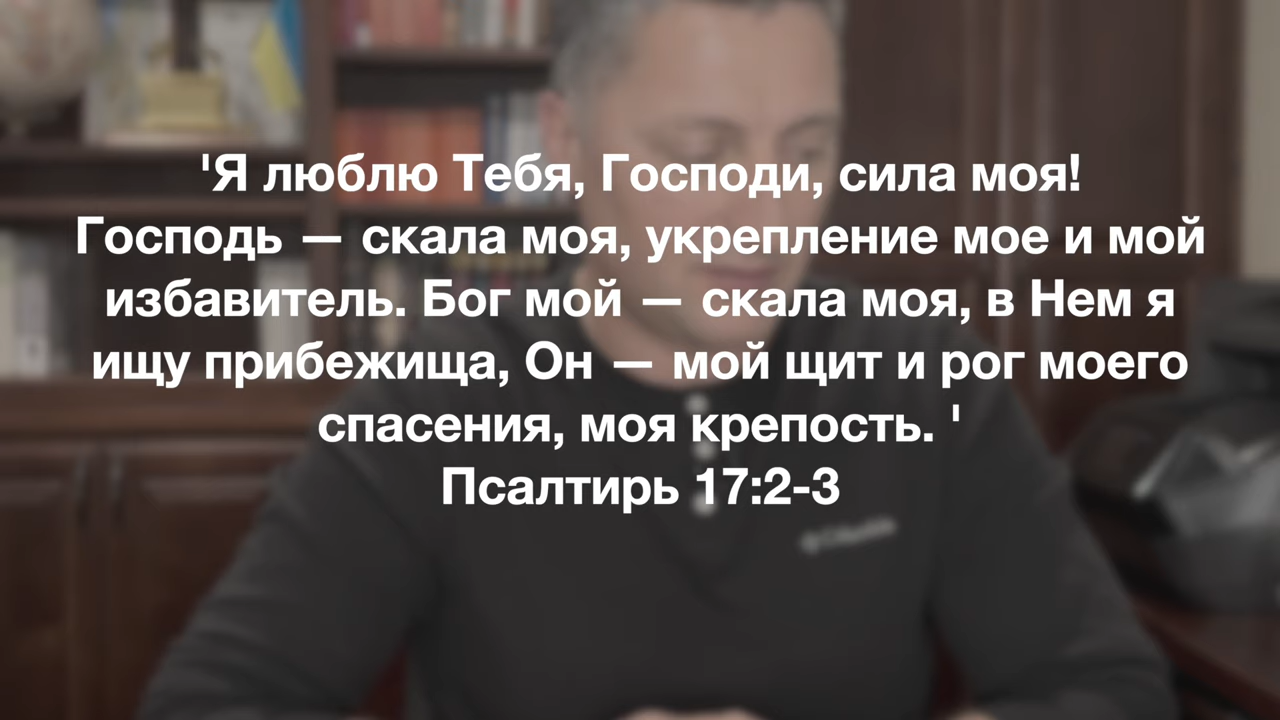 'Я люблю Тебя, Господи, сила моя!
Господь — скала моя, укрепление мое и мой
избавитель. Бог мой — скала моя, в Нем я
ищу прибежища, Он — мой щит и рог моего
спасения, моя крепость. '
Псалтирь 17:2-3